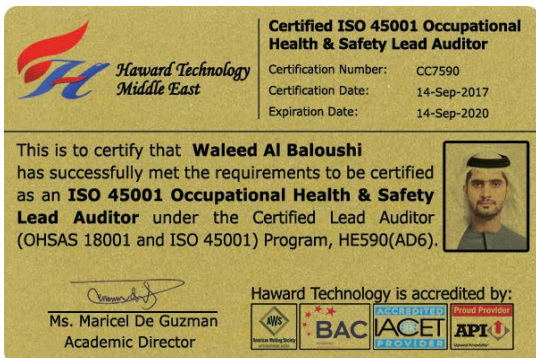 Haward Technology
Middle East
Certified ISO 45001 Occupational
Health & Safety Lead Auditor
Certification Number: CC7590
Certification Date: 14-Sep-2017
Expiration Date: 14-Sep-2020
This is to certify that Waleed Al Baloushi
has successfully met the requirements to be certified
as an ISO 45001 Occupational Health & Safety
Lead Auditor under the Certified Lead Auditor
(OHSAS 18001 and ISO 45001) Program, HE590(AD6).
Ms. Maricel De Guzman
Academic Director
Haward Technology is accredited by:
AWS
American Welding Society
BAC
ACCREDITED
IACET
PROVIDER
Proud Provider
API